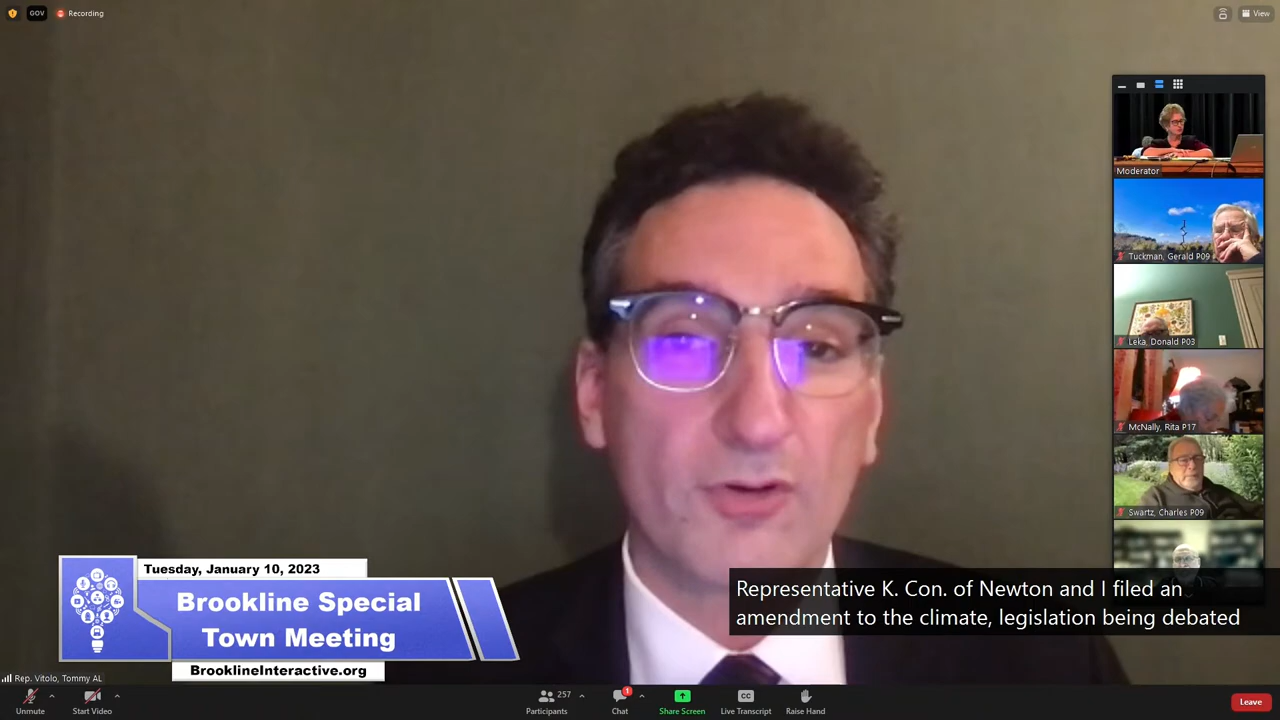 GOV
Recording
View
Moderator
Tuckman, Gerald P09
Leka, Donald P03
McNally, Rita P17
Swartz, Charles P09
Representative K. Con. of Newton and I filed an
amendment to the climate, legislation being debated
Tuesday, January 10, 2023
Brookline Special
Town Meeting
BrooklineInteractive.org
Rep. Vitolo, Tommy AL
Unmute
Start Video
257
Participants
1
Chat
Share Screen
CC
Live Transcript
Raise Hand
Leave